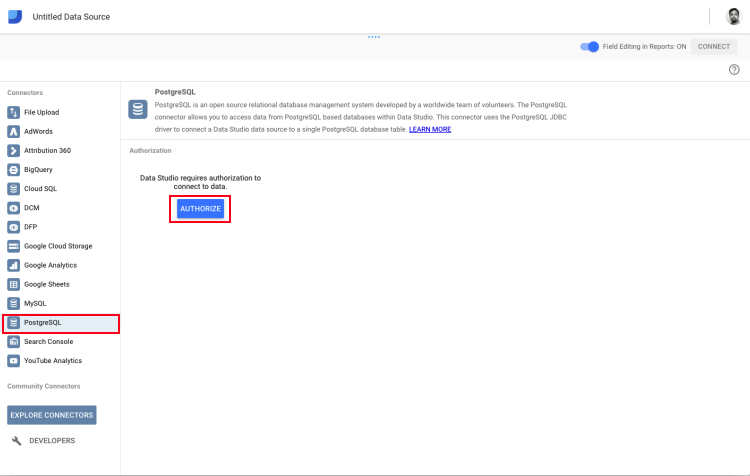 Untitled Data Source
Field Editing in Reports: ON
CONNECT
Connectors
File Upload
AdWords
Attribution 360
BigQuery
Cloud SQL
DCM
DFP
Google Cloud Storage
Google Analytics
Google Sheets
MySQL
PostgreSQL
Search Console
YouTube Analytics
Community Connectors
EXPLORE CONNECTORS
DEVELOPERS
PostgreSQL
PostgreSQL is an open source relational database management system developed by a worldwide team of volunteers. The PostgreSQL
connector allows you to access data from PostgreSQL based databases within Data Studio. This connector uses the PostgreSQL JDBC
driver to connect a Data Studio data source to a single PostgreSQL database table. LEARN MORE
Authorization
Data Studio requires authorization to
connect to data.
AUTHORIZE